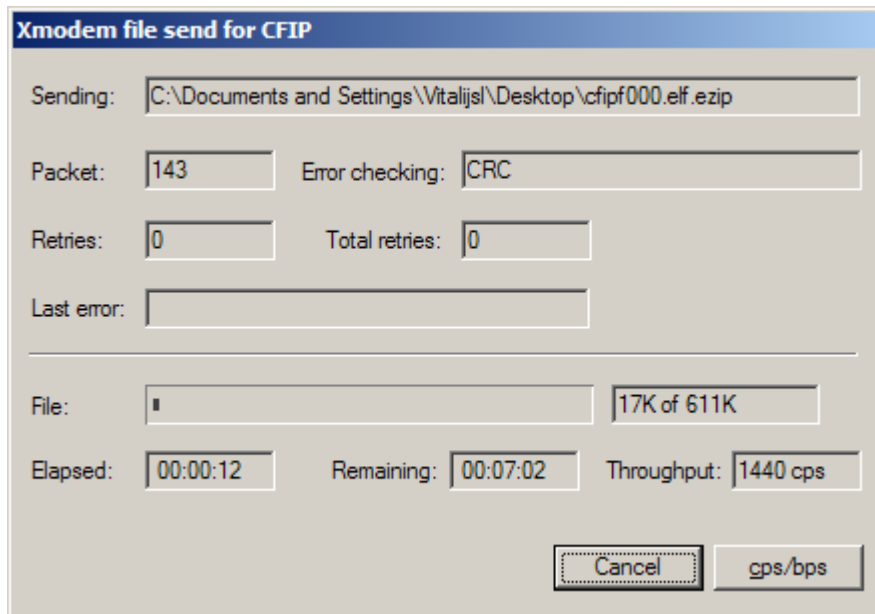 Xmodem file send for CFIP
Sending: C:\Documents and Settings\Vitalijsl\Desktop\cfipf000.elf.ezip
Packet: 143 Error checking: CRC
Retries: 0 Total retries: 0
Last error:
File: 17K of 611K
Elapsed: 00:00:12 Remaining: 00:07:02 Throughput: 1440 cps
Cancel cps/bps